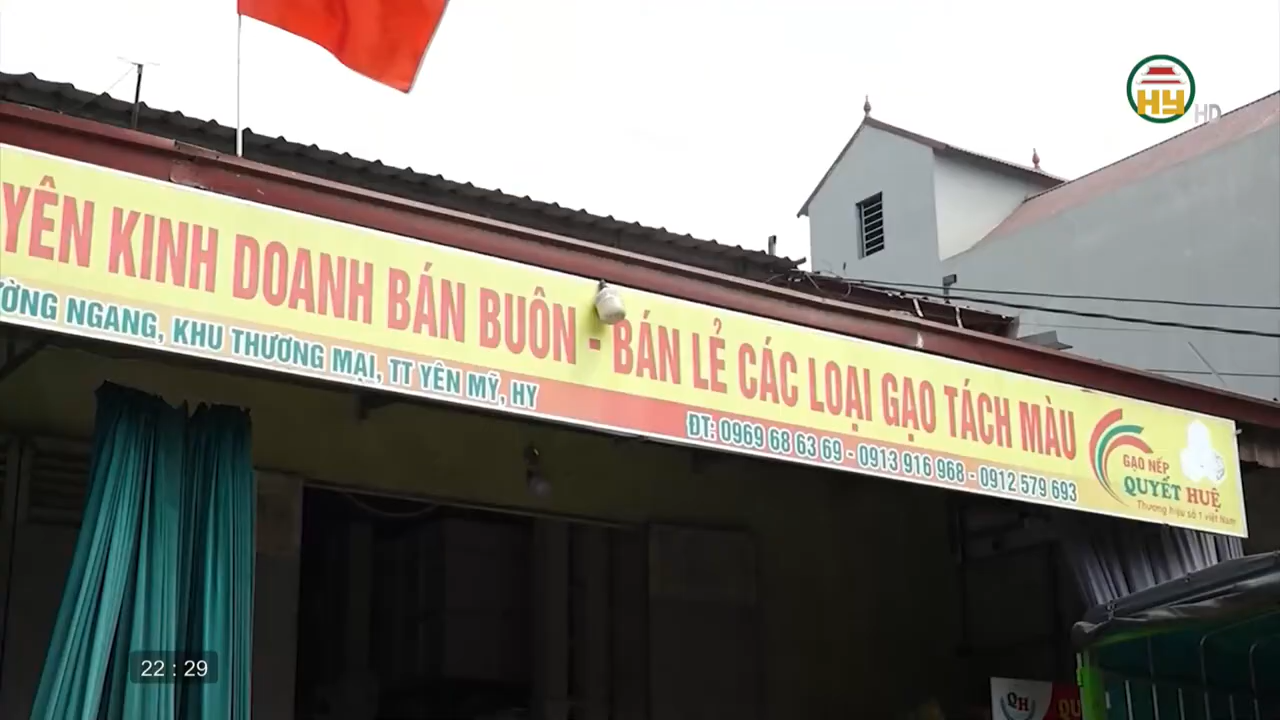 YÊN KINH DOANH BÁN BUÔN - BÁN LẺ CÁC LOẠI GẠO TÁCH MÀU
ƯỜNG NGANG, KHU THƯƠNG MẠI, TT YÊN MỸ, HY
ĐT: 0969 68 63 69 - 0913 916 968 - 0912 579 693
GẠO NẾP
QUYẾT HUỆ
Thương hiệu số 1 việt Nam
HY HD
22 : 29
QH
QU